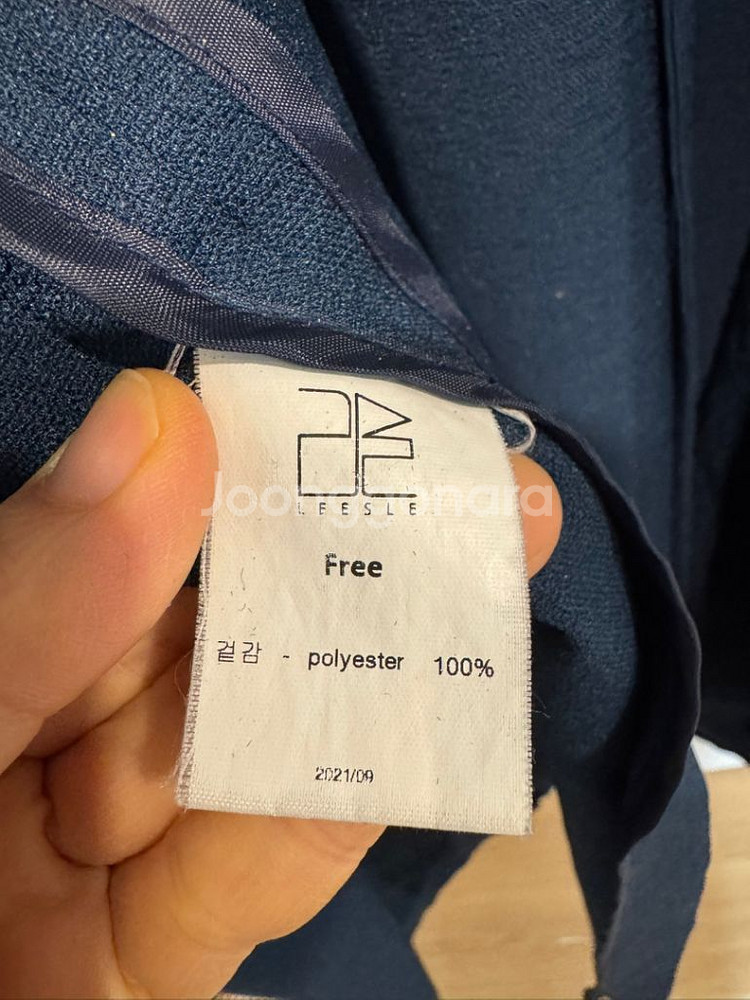 LEESLE
Joonggonara
Free
겉감 - polyester 100%
2021/09